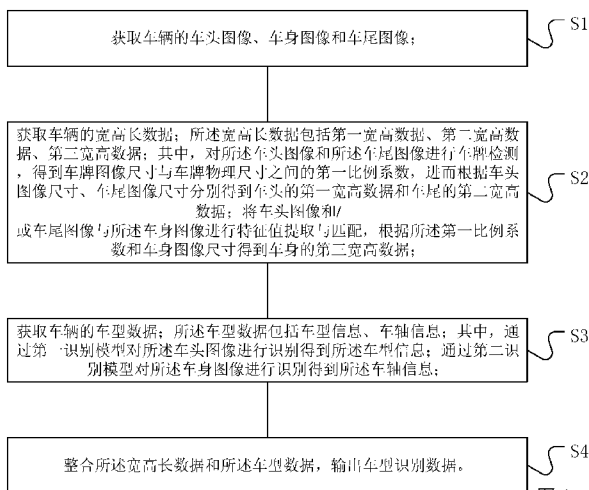 获取车辆的车头图像、车身图像和车尾图像；
S1
获取车辆的宽高长数据；所述宽高长数据包括第一宽高数据、第二宽高数
据、第三宽高数据；其中，对所述车头图像和所述车尾图像进行车牌检测
，得到车牌图像尺寸与车牌物理尺寸之间的第一比例系数，进而根据车头
图像尺寸、车尾图像尺寸分别得到车头的第一宽高数据和车尾的第二宽高
数据；将车头图像和/
或车尾图像与所述车身图像进行特征值提取与匹配，根据所述第一比例系
数和车身图像尺寸得到车身的第三宽高数据；
S2
获取车辆的车型数据；所述车型数据包括车型信息、车轴信息；其中，通
过第一识别模型对所述车头图像进行识别得到所述车型信息；通过第二识
别模型对所述车身图像进行识别得到所述车轴信息；
S3
整合所述宽高长数据和所述车型数据，输出车型识别数据。
S4